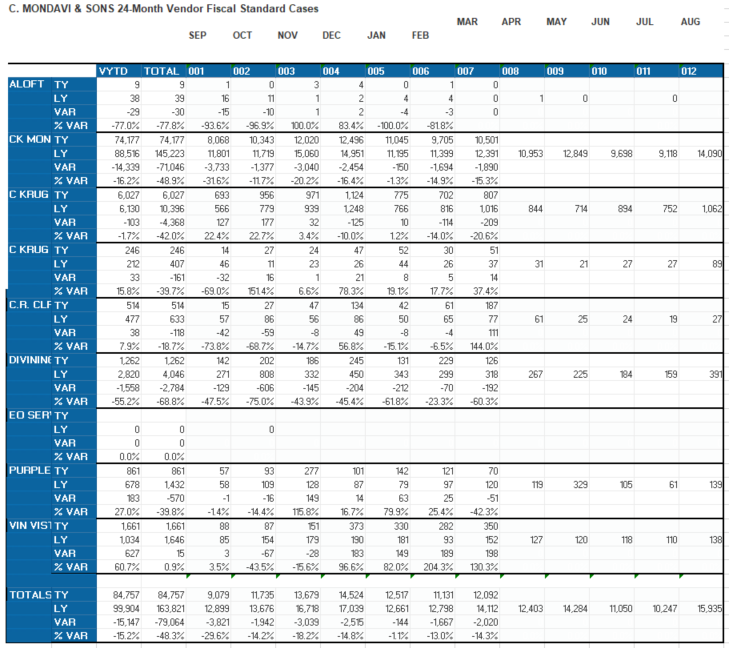 C. MONDAVI & SONS 24-Month Vendor Fiscal Standard Cases
MAR APR MAY JUN JUL AUG
SEP OCT NOV DEC JAN FEB
VYTD TOTAL 001 002 003 004 005 006 007 008 009 010 011 012
ALOFT TY 9 9 1 0 3 4 0 1 0
LY 38 39 16 11 1 2 4 4 0 1 0 0
VAR -29 -30 -15 -10 1 2 -4 -3 0
% VAR -77.0% -77.8% -93.6% -96.9% 100.0% 83.4% -100.0% -81.8%
CK MON TY 74,177 74,177 8,068 10,343 12,020 12,496 11,045 9,705 10,501
LY 88,516 145,223 11,801 11,719 15,060 14,951 11,195 11,399 12,391 10,953 12,849 9,698 9,118 14,090
VAR -14,339 -71,046 -3,733 -1,377 -3,040 -2,454 -150 -1,694 -1,890
% VAR -16.2% -48.9% -31.6% -11.7% -20.2% -16.4% -1.3% -14.9% -15.3%
C KRUG TY 6,027 6,027 693 956 971 1,124 775 702 807
LY 6,130 10,396 566 779 939 1,248 766 816 1,016 844 714 894 752 1,062
VAR -103 -4,368 127 177 32 -125 10 -114 -209
% VAR -1.7% -42.0% 22.4% 22.7% 3.4% -10.0% 1.2% -14.0% -20.6%
C KRUG TY 246 246 14 27 24 47 52 30 51
LY 212 407 46 11 23 26 44 26 37 31 21 27 27 89
VAR 33 -161 -32 16 1 21 8 5 14
% VAR 15.8% -39.7% -69.0% 151.4% 6.6% 78.3% 19.1% 17.7% 37.4%
C.R. CLF TY 514 514 15 27 47 134 42 61 187
LY 477 633 57 86 56 86 50 65 77 61 25 24 19 27
VAR 38 -118 -42 -59 -8 49 -8 -4 111
% VAR 7.9% -18.7% -73.8% -68.7% -14.7% 56.8% -15.1% -6.5% 144.0%
DIVININE TY 1,262 1,262 142 202 186 245 131 229 126
LY 2,820 4,046 271 808 332 450 343 299 318 267 225 184 159 391
VAR -1,558 -2,784 -129 -606 -145 -204 -212 -70 -192
% VAR -55.2% -68.8% -47.5% -75.0% -43.9% -45.4% -61.8% -23.3% -60.3%
EO SER' TY
LY 0 0 0
VAR 0 0
% VAR 0.0% 0.0%
PURPLE TY 861 861 57 93 277 101 142 121 70
LY 678 1,432 58 109 128 87 79 97 120 119 329 105 61 139
VAR 183 -570 -1 -16 149 14 63 25 -51
% VAR 27.0% -39.8% -1.4% -14.4% 115.8% 16.7% 79.9% 25.4% -42.3%
VIN VIST TY 1,661 1,661 88 87 151 373 330 282 350
LY 1,034 1,646 85 154 179 190 181 93 152 127 120 118 110 138
VAR 627 15 3 -67 -28 183 149 189 198
% VAR 60.7% 0.9% 3.5% -43.5% -15.6% 96.6% 82.0% 204.3% 130.3%
TOTALS TY 84,757 84,757 9,079 11,735 13,679 14,524 12,517 11,131 12,092
LY 99,904 163,821 12,899 13,676 16,718 17,039 12,661 12,798 14,112 12,403 14,284 11,050 10,247 15,935
VAR -15,147 -79,064 -3,821 -1,942 -3,039 -2,515 -144 -1,667 -2,020
% VAR -15.2% -48.3% -29.6% -14.2% -18.2% -14.8% -1.1% -13.0% -14.3%